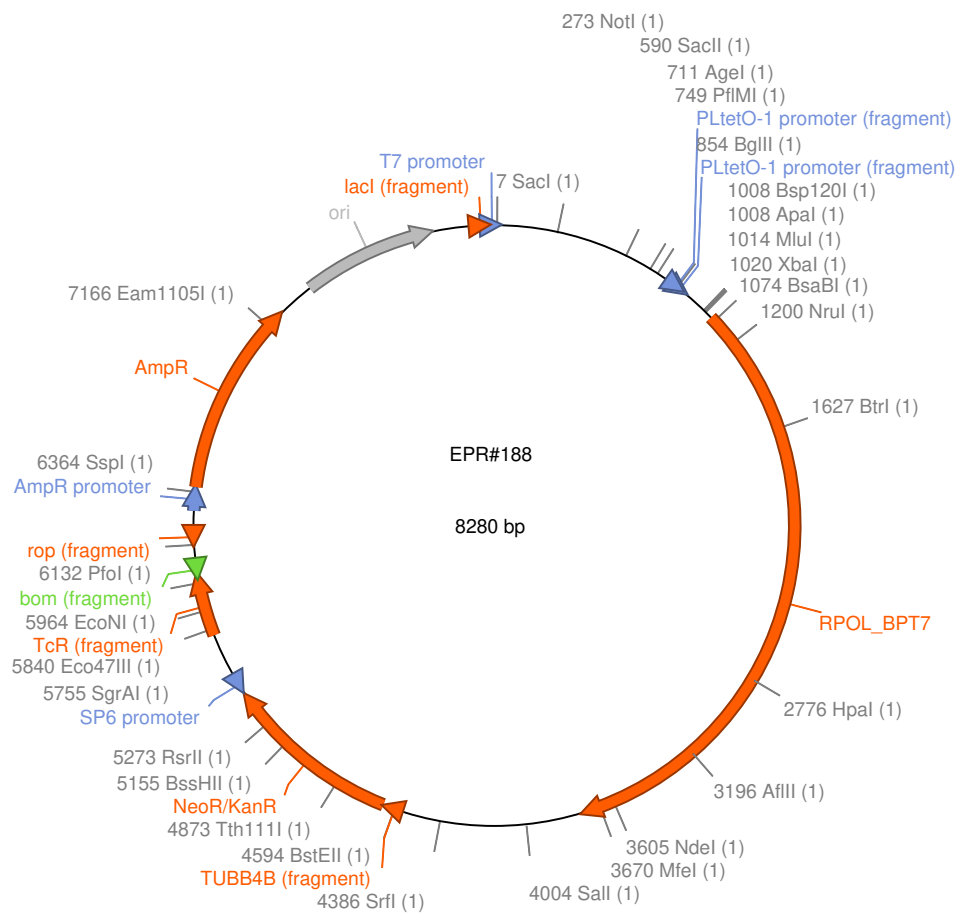 273 NotI (1)
590 SacII (1)
711 AgeI (1)
749 PflMI (1)
PLtetO-1 promoter (fragment)
854 BglII (1)
PLtetO-1 promoter (fragment)
T7 promoter
7 SacI (1)
lacI (fragment)
1008 Bsp120I (1)
ori
1008 ApaI (1)
1014 MluI (1)
1020 XbaI (1)
1074 BsaBI (1)
7166 Eam1105I (1)
1200 NruI (1)
AmpR
1627 BtrI (1)
EPR#188
6364 SspI (1)
AmpR promoter
8280 bp
rop (fragment)
6132 PfoI (1)
bom (fragment)
5964 EcoNI (1)
RPOL_BPT7
TcR (fragment)
5840 Eco47III (1)
5755 SgrAI (1)
2776 HpaI (1)
SP6 promoter
5273 RsrII (1)
5155 BssHII (1)
3196 AflII (1)
NeoR/KanR
4873 Tth111I (1)
3605 NdeI (1)
4594 BstEII (1)
3670 MfeI (1)
TUBB4B (fragment)
4004 SalI (1)
4386 SrfI (1)